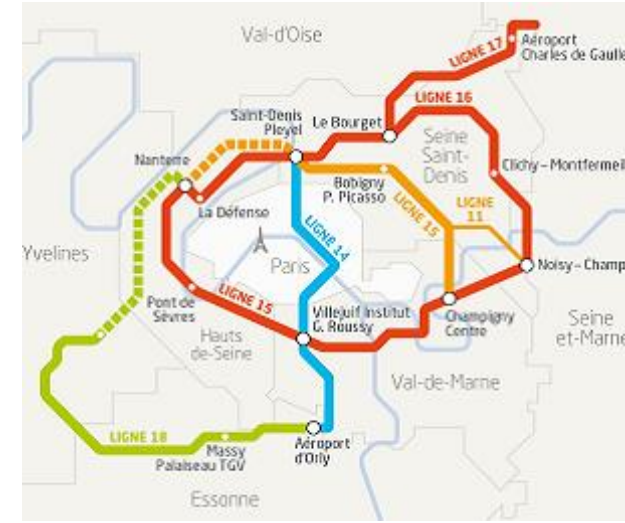 Val-d'Oise
Aéroport
Charles de Gaulle
LIGNE 17
LIGNE 16
Saint-Denis
Pleyel
Le Bourget
Seine
Saint-
Denis
Nanterre
Clichy – Montfermeil
Bobigny
P. Picasso
La Défense
LIGNE
11
LIGNE 15
LIGNE 14
Yvelines
Paris
Noisy – Champ
LIGNE 15
Pont de
Sèvres
Villejuif Institut
G. Roussy
Champigny
Centre
Seine
et-Marne
Hauts
de-Seine
Val-de-Marne
LIGNE 18
Massy
Palaiseau TGV
Aéroport
d'Orly
Essonne